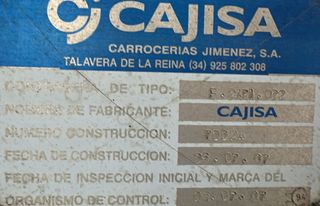 CAJISA
CARROCERIAS JIMENEZ, S.A.
TALAVERA DE LA REINA (34) 925 802 308
DE TIPO:
NOMBRE DE FABRICANTE: CAJISA
NUMERO CONSTRUCCION:
FECHA DE CONSTRUCCION:
FECHA DE INSPECCION INICIAL Y MARCA DEL
ORGANISMO DE CONTROL: